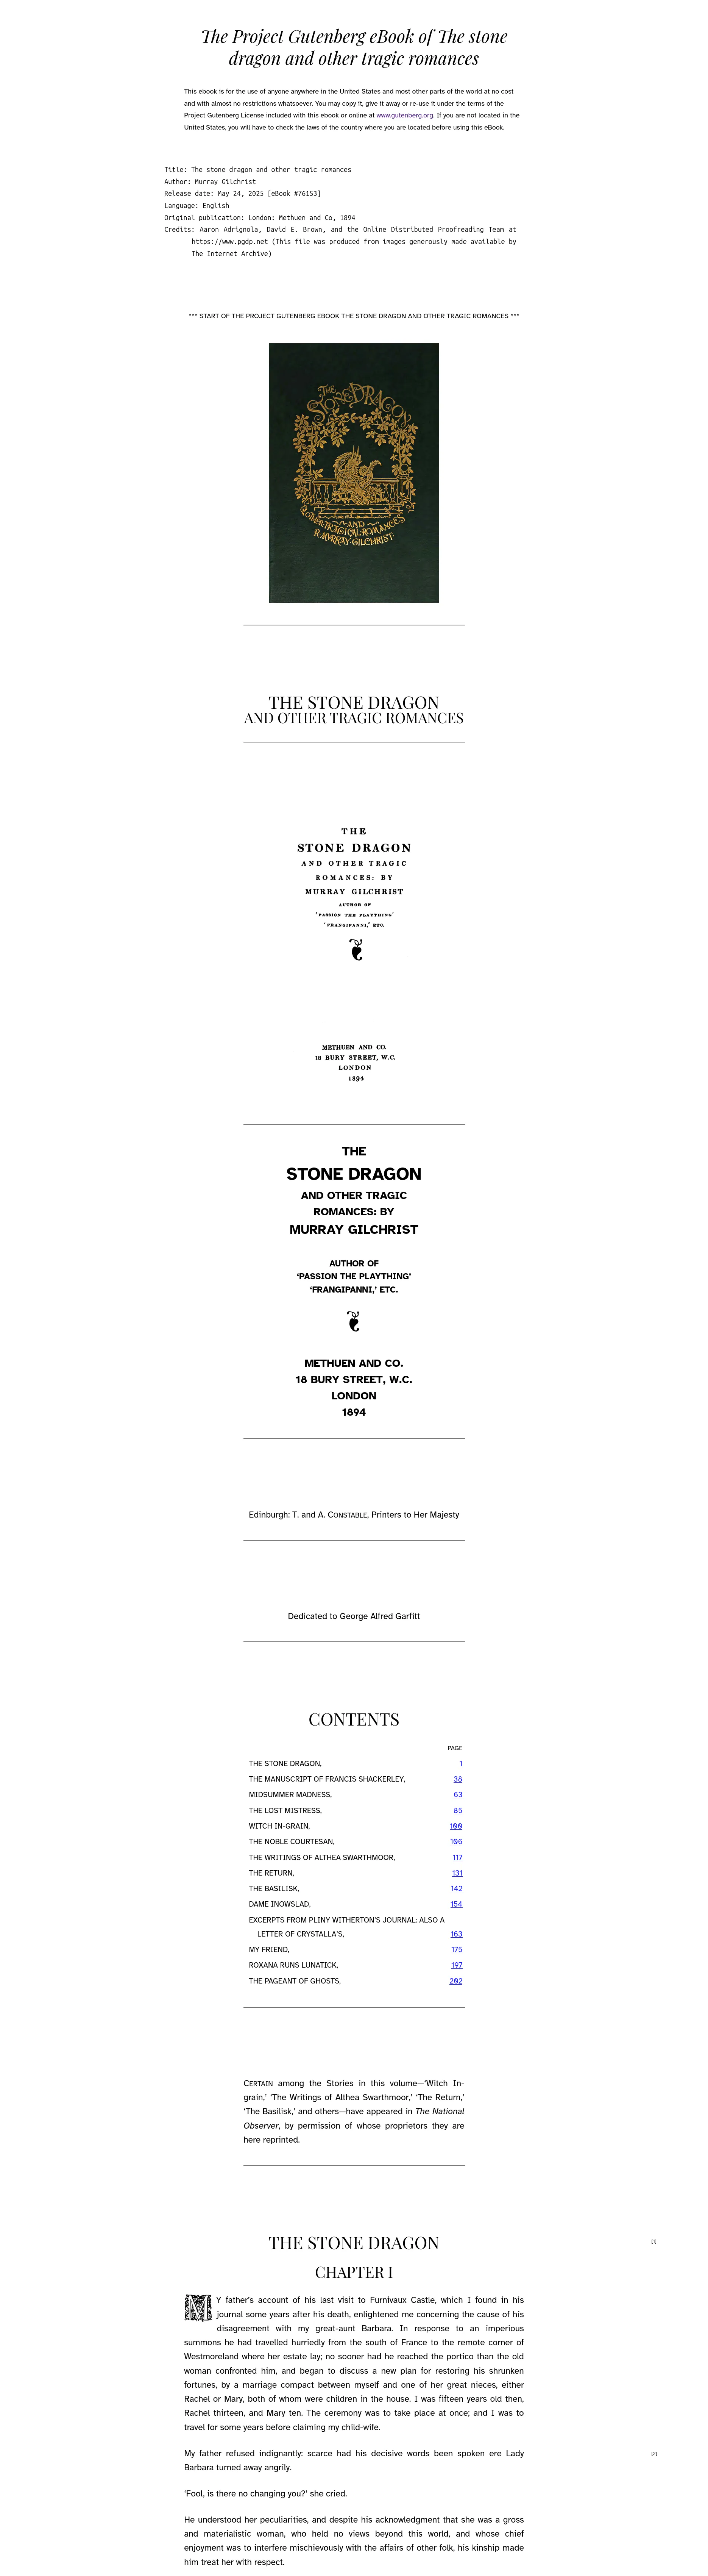 The Project Gutenberg eBook of The stone
dragon and other tragic romances
This ebook is for the use of anyone anywhere in the United States and most other parts of the world at no cost
and with almost no restrictions whatsoever. You may copy it, give it away or re-use it under the terms of the
Project Gutenberg License included with this ebook or online at www.gutenberg.org. If you are not located in the
United States, you will have to check the laws of the country where you are located before using this eBook.
Title: The stone dragon and other tragic romances
Author: Murray Gilchrist
Release date: May 24, 2025 [eBook #76153]
Language: English
Original publication: London: Methuen and Co, 1894
Credits: Aaron Adrignola, David E. Brown, and the Online Distributed Proofreading Team at
https://www.pgdp.net (This file was produced from images generously made available by
The Internet Archive)
*** START OF THE PROJECT GUTENBERG EBOOK THE STONE DRAGON AND OTHER TRAGIC ROMANCES ***
THE
STONE DRAGON
AND
OTHER TRAGICAL ROMANCES
R. MURRAY GILCHRIST
THE STONE DRAGON
AND OTHER TRAGIC ROMANCES
THE
STONE DRAGON
AND OTHER TRAGIC
ROMANCES: BY
MURRAY GILCHRIST
AUTHOR OF
'PASSION THE PLAYTHING'
'FRANGIPANNI,' ETC.
METHUEN AND CO.
18 BURY STREET, W.C.
LONDON
1894
THE
STONE DRAGON
AND OTHER TRAGIC
ROMANCES: BY
MURRAY GILCHRIST
AUTHOR OF
‘PASSION THE PLAYTHING’
‘FRANGIPANNI,’ ETC.
METHUEN AND CO.
18 BURY STREET, W.C.
LONDON
1894
Edinburgh: T. and A. CONSTABLE, Printers to Her Majesty
Dedicated to George Alfred Garfitt
CONTENTS
PAGE
THE STONE DRAGON, 1
THE MANUSCRIPT OF FRANCIS SHACKERLEY, 38
MIDSUMMER MADNESS, 63
THE LOST MISTRESS, 85
WITCH IN-GRAIN, 100
THE NOBLE COURTESAN, 106
THE WRITINGS OF ALTHEA SWARTHMOOR, 117
THE RETURN, 131
THE BASILISK, 142
DAME INOWSLAD, 154
EXCERPTS FROM PLINY WITHERTON’S JOURNAL: ALSO A
LETTER OF CRYSTALLA’S, 163
MY FRIEND, 175
ROXANA RUNS LUNATICK, 197
THE PAGEANT OF GHOSTS, 202
CERTAIN among the Stories in this volume—‘Witch In-
grain,’ ‘The Writings of Althea Swarthmoor,’ ‘The Return,’
‘The Basilisk,’ and others—have appeared in The National
Observer, by permission of whose proprietors they are
here reprinted.
THE STONE DRAGON [1]
CHAPTER I
MY father’s account of his last visit to Furnivaux Castle, which I found in his
journal some years after his death, enlightened me concerning the cause of his
disagreement with my great-aunt Barbara. In response to an imperious
summons he had travelled hurriedly from the south of France to the remote corner of
Westmoreland where her estate lay; no sooner had he reached the portico than the old
woman confronted him, and began to discuss a new plan for restoring his shrunken
fortunes, by a marriage compact between myself and one of her great nieces, either
Rachel or Mary, both of whom were children in the house. I was fifteen years old then,
Rachel thirteen, and Mary ten. The ceremony was to take place at once; and I was to
travel for some years before claiming my child-wife.
My father refused indignantly: scarce had his decisive words been spoken ere Lady [2]
Barbara turned away angrily.
‘Fool, is there no changing you?’ she cried.
He understood her peculiarities, and despite his acknowledgment that she was a gross
and materialistic woman, who held no views beyond this world, and whose chief
enjoyment was to interfere mischievously with the affairs of other folk, his kinship made
him treat her with respect.